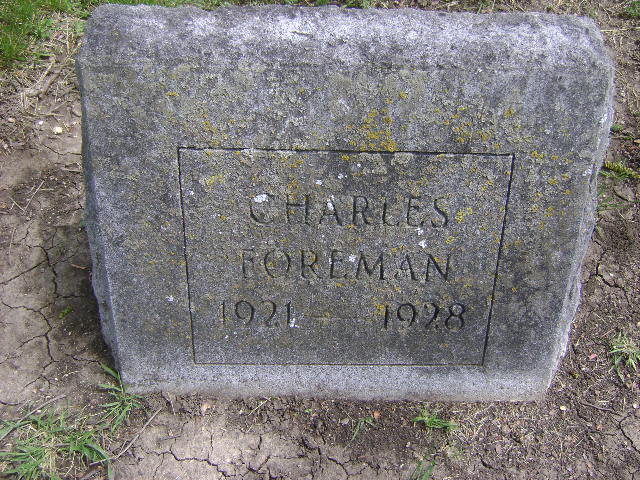 CHARLES
FOREMAN
1921 — 1928